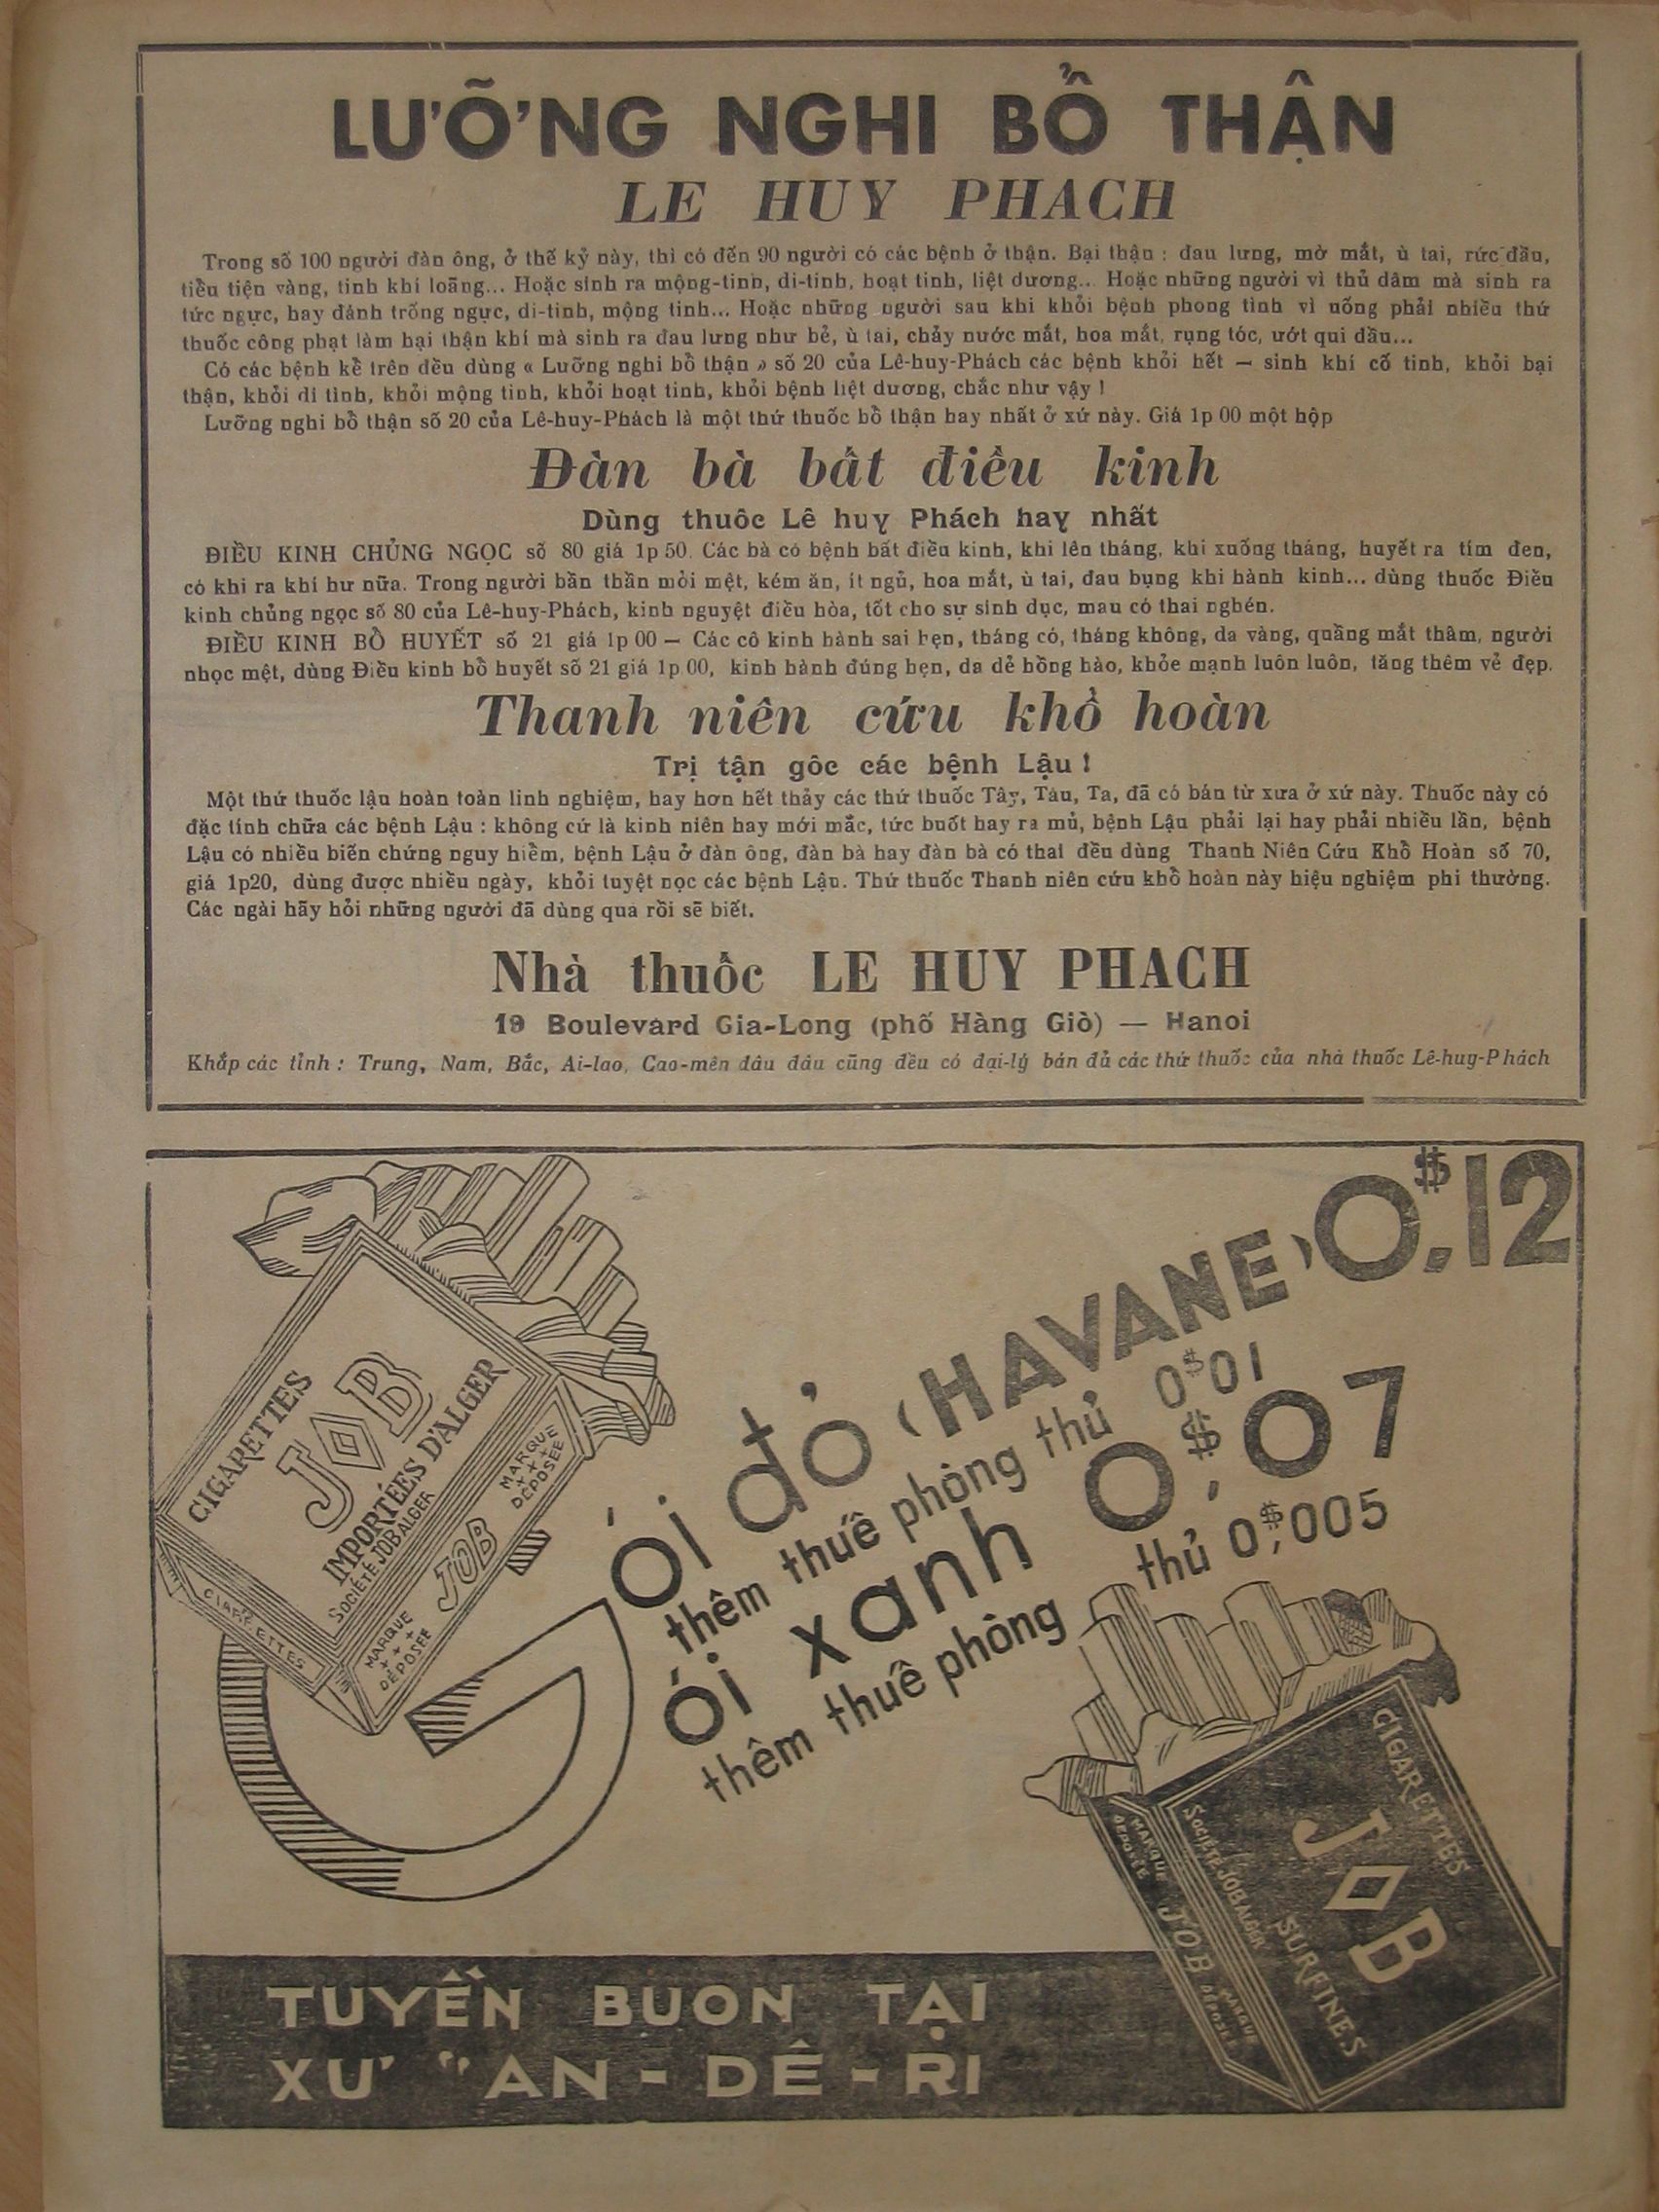 LƯỠNG NGHI BỔ THẬN
LE HUY PHACH
Trong số 100 người đàn ông, ở thế kỷ này, thì có đến 90 người có các bệnh ở thận. Bại thận : đau lưng, mờ mắt, ù tai, rức đầu,
tiểu tiện vàng, tinh khí loãng... Hoặc sinh ra mộng-tinh, di-tinh, hoạt tinh, liệt dương... Hoặc những người vì thủ dâm mà sinh ra
tức ngực, hay đánh trống ngực, di-tinh, mộng tinh... Hoặc những người sau khi khỏi bệnh phong tình vì uống phải nhiều thứ
thuốc công phạt làm hại thận khí mà sinh ra đau lưng như bẻ, ù tai, chảy nước mắt, hoa mắt, rụng tóc, ướt qui đầu...
Có các bệnh kể trên đều dùng « Lưỡng nghi bổ thận » số 20 của Lê-huy-Phách các bệnh khỏi hết — sinh khí cố tinh, khỏi bại
thận, khỏi di tinh, khỏi mộng tinh, khỏi hoạt tinh, khỏi bệnh liệt dương, chắc như vậy !
Lưỡng nghi bổ thận số 20 của Lê-huy-Phách là một thứ thuốc bổ thận hay nhất ở xứ này. Giá 1p 00 một hộp
Đàn bà bất điều kinh
Dùng thuôc Lê huy Phách hay nhất
ĐIỀU KINH CHỦNG NGỌC số 80 giá 1p 50. Các bà có bệnh bất điều kinh, khi lên tháng, khi xuống tháng, huyết ra tím đen,
có khi ra khí hư nữa. Trong người bần thần mỏi mệt, kém ăn, ít ngủ, hoa mắt, ù tai, đau bụng khi hành kinh... dùng thuốc Điều
kinh chủng ngọc số 80 của Lê-huy-Phách, kinh nguyệt điều hòa, tốt cho sự sinh dục, mau có thai nghén.
ĐIỀU KINH BỔ HUYẾT số 21 giá 1p 00 — Các cô kinh hành sai hẹn, tháng có, tháng không, da vàng, quầng mắt thâm, người
nhọc mệt, dùng Điều kinh bổ huyết số 21 giá 1p.00, kinh hành đúng hẹn, da dẻ hồng hào, khỏe mạnh luôn luôn, tăng thêm vẻ đẹp.
Thanh niên cứu khổ hoàn
Trị tận gôc các bệnh Lậu !
Một thứ thuốc lậu hoàn toàn linh nghiệm, hay hơn hết thảy các thứ thuốc Tây, Tàu, Ta, đã có bán từ xưa ở xứ này. Thuốc này có
đặc tính chữa các bệnh Lậu : không cứ là kinh niên hay mới mắc, tức buốt hay ra mủ, bệnh Lậu phải lại hay phải nhiều lần, bệnh
Lậu có nhiều biến chứng nguy hiểm, bệnh Lậu ở đàn ông, đàn bà hay đàn bà có thai đều dùng Thanh Niên Cứu Khổ Hoàn số 70,
giá 1p20, dùng được nhiều ngày, khỏi tuyệt nọc các bệnh Lậu. Thứ thuốc Thanh niên cứu khổ hoàn này hiệu nghiệm phi thường.
Các ngài hãy hỏi những người đã dùng qua rồi sẽ biết.
Nhà thuốc LE HUY PHACH
19 Boulevard Gia-Long (phố Hàng Giò) — Hanoi
Khắp các tỉnh : Trung, Nam, Bắc, Ai-lao, Cao-mên đâu đâu cũng đều có đại-lý bán đủ các thứ thuốc của nhà thuốc Lê-huy-Phách
CIGARETTES
JOB
IMPORTÉES D'ALGER
SOCIÉTÉ JOB ALGER
MARQUE DÉPOSÉE
JOB
MARQUE DÉPOSÉE
Gói đỏ (HAVANE) 0$,12
thêm thuế phòng thủ 0$01
Gói xanh 0$,07
thêm thuế phòng thủ 0$,005
CIGARETTES
JOB
SURFINES
SOCIÉTÉ JOB ALGER
MARQUE DEPOSÉE
JOB
TUYỀN BUON TẠI
XỨ "AN-DÊ-RI